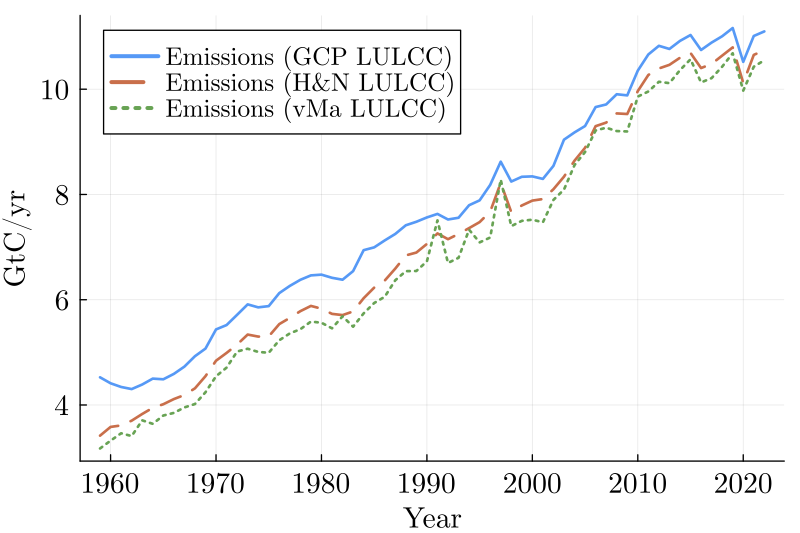 Emissions (GCP LULCC)
Emissions (H&N LULCC)
Emissions (vMa LULCC)
GtC/yr
10
8
6
4
1960 1970 1980 1990 2000 2010 2020
Year